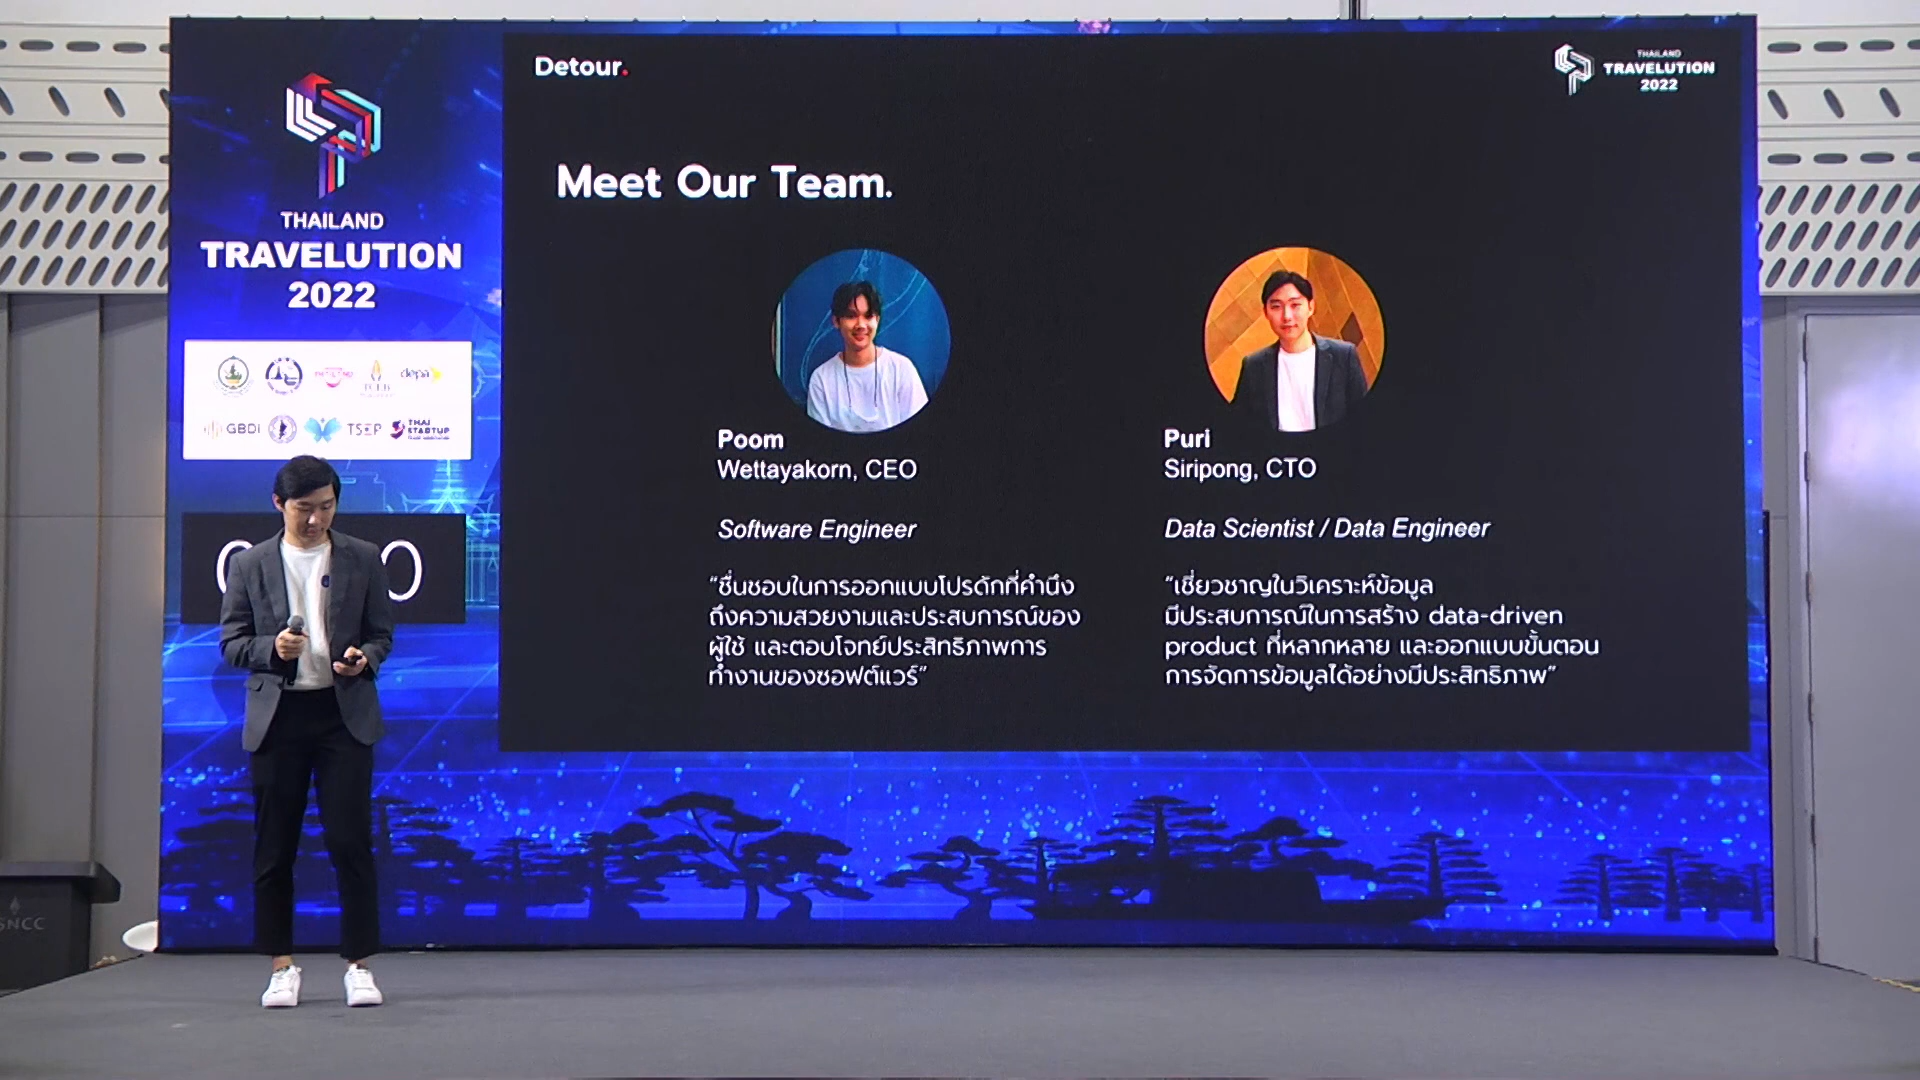 THAILAND
TRAVELUTION
2022
depa
GBDI
TSEP
THAI
STARTUP
Detour.
THAILAND
TRAVELUTION
2022
Meet Our Team.
Poom
Wettayakorn, CEO
Software Engineer
“ชื่นชอบในการออกแบบโปรดักที่คำนึง
ถึงความสวยงามและประสบการณ์ของ
ผู้ใช้ และตอบโจทย์ประสิทธิภาพการ
ทำงานของซอฟต์แวร์”
Puri
Siripong, CTO
Data Scientist / Data Engineer
“เชี่ยวชาญในวิเคราะห์ข้อมูล
มีประสบการณ์ในการสร้าง data-driven
product ที่หลากหลาย และออกแบบขั้นตอน
การจัดการข้อมูลได้อย่างมีประสิทธิภาพ”
SNCC